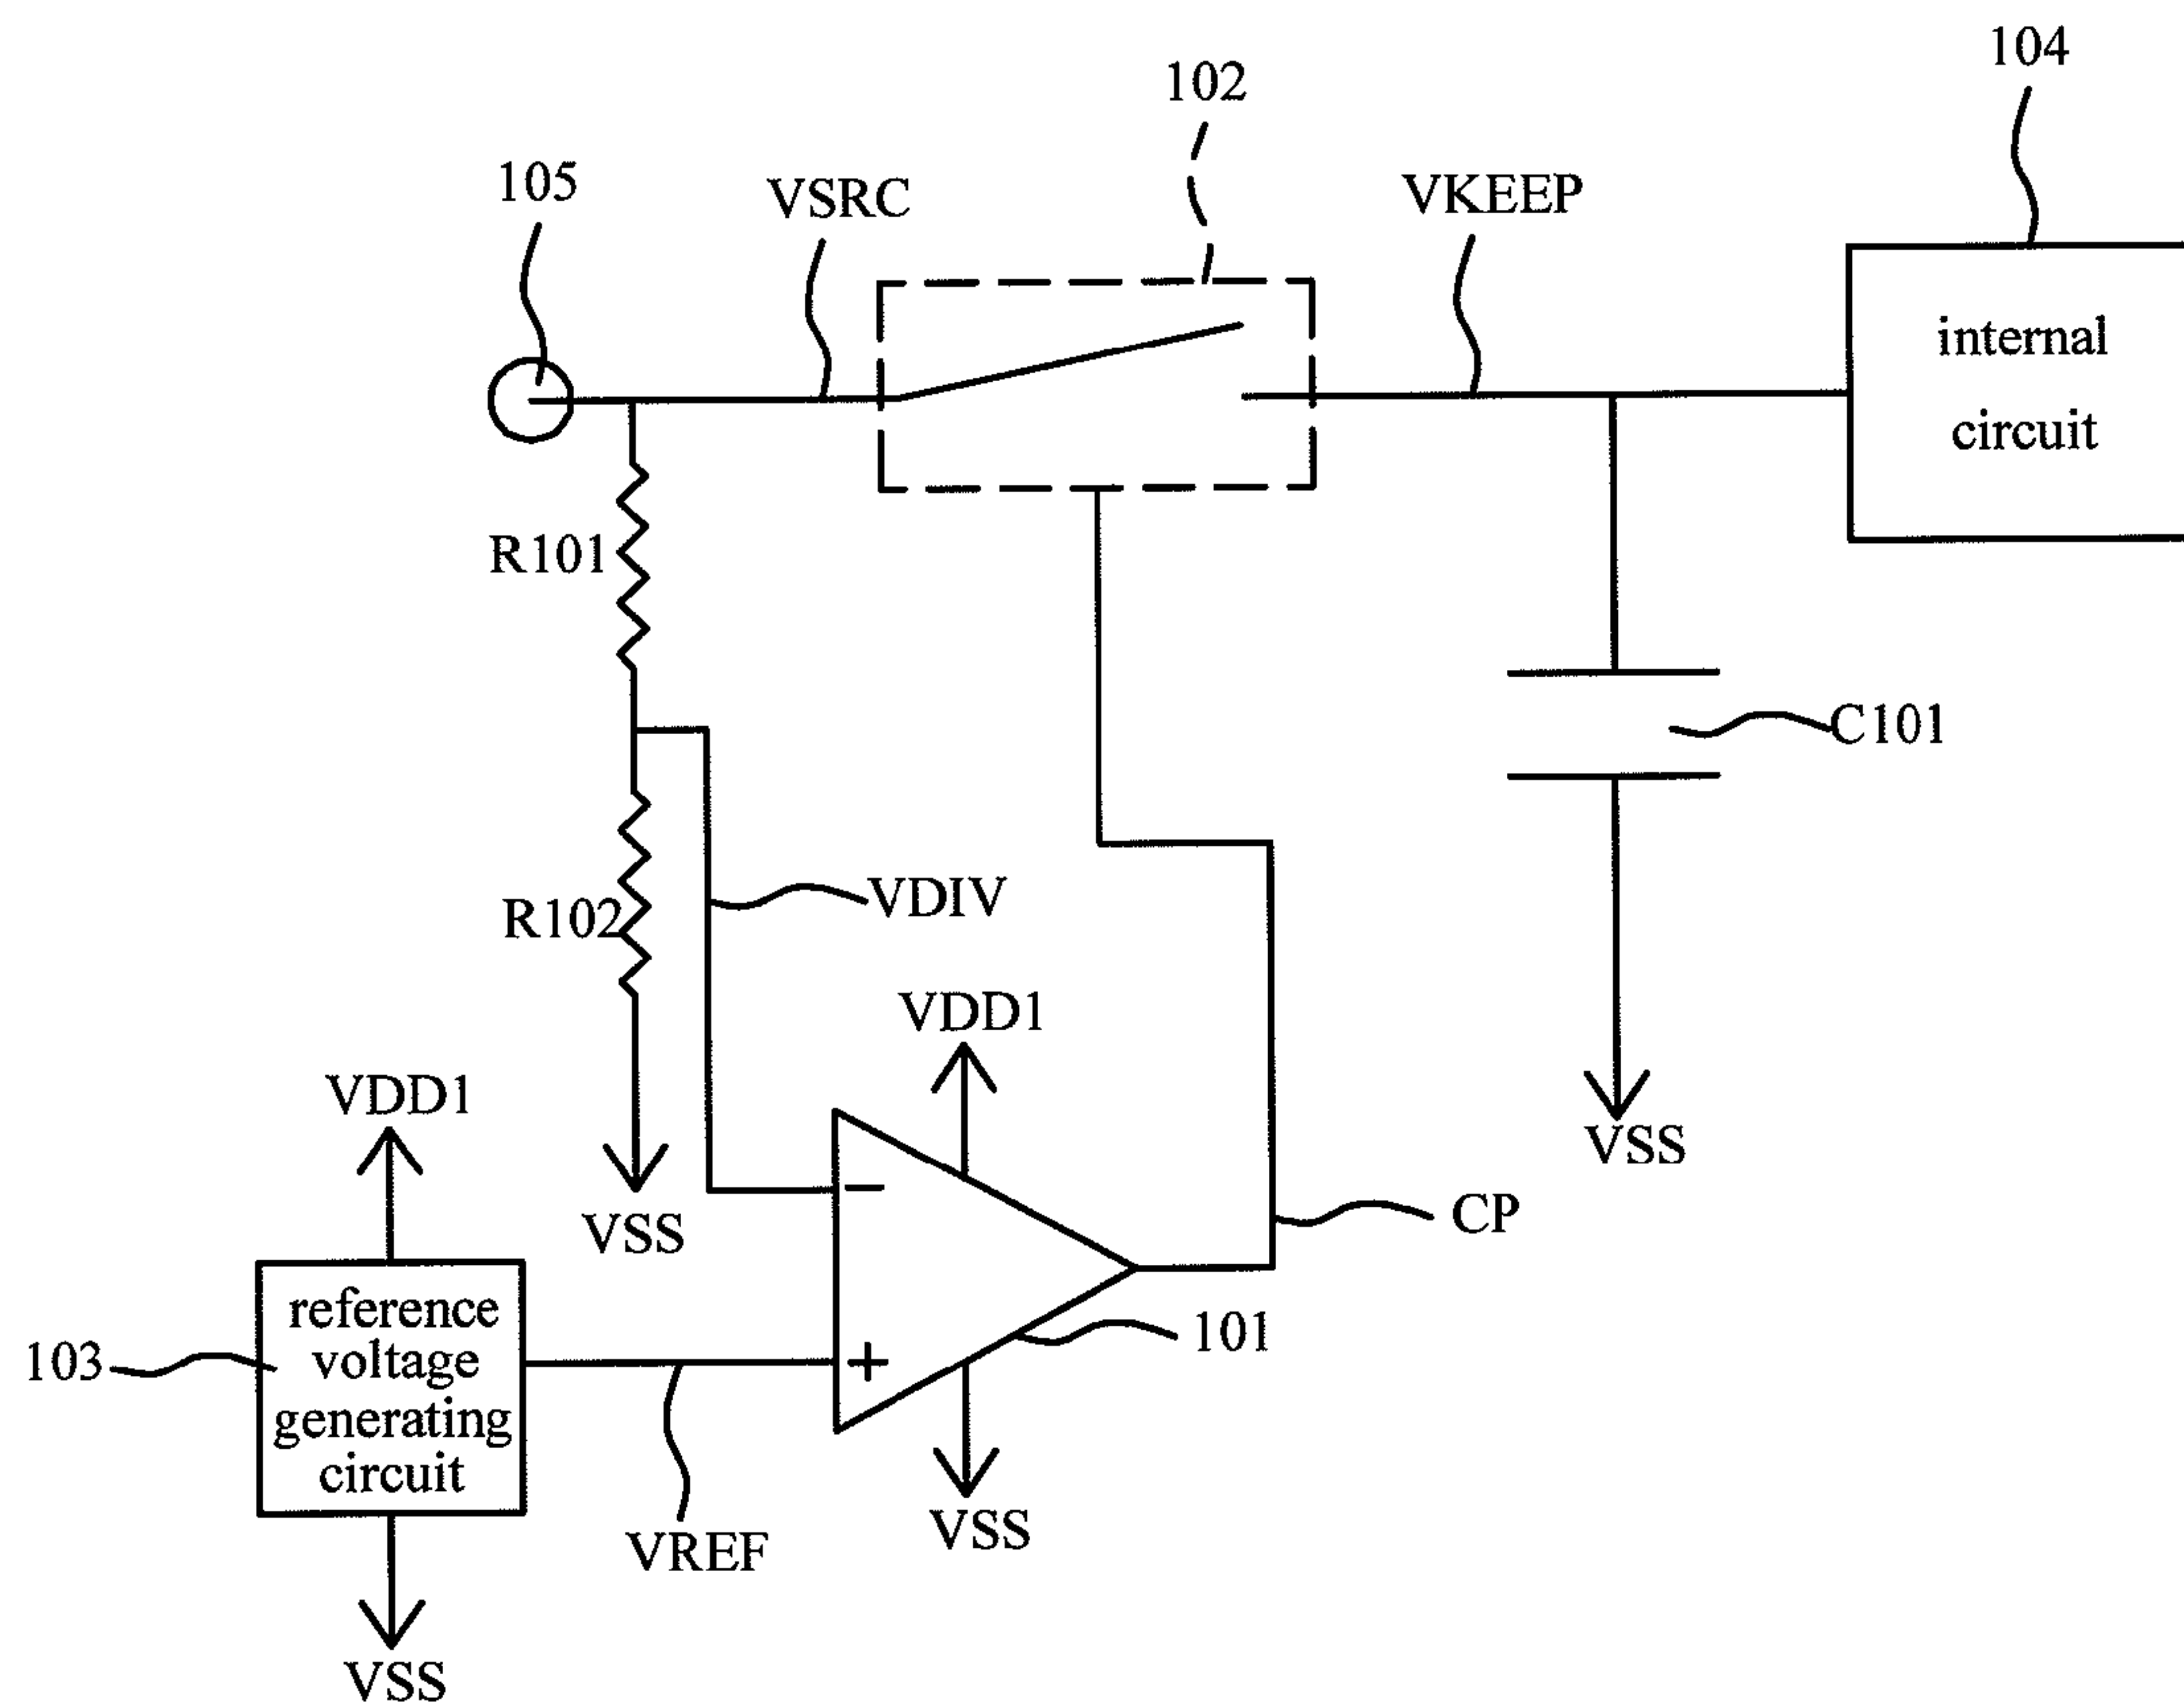 104
102
105
VSRC
VKEEP
internal
circuit
R101
C101
R102
VDIV
VDD1
VDD1
VSS
VSS
CP
reference
voltage
generating
circuit
103
101
VREF
VSS
VSS